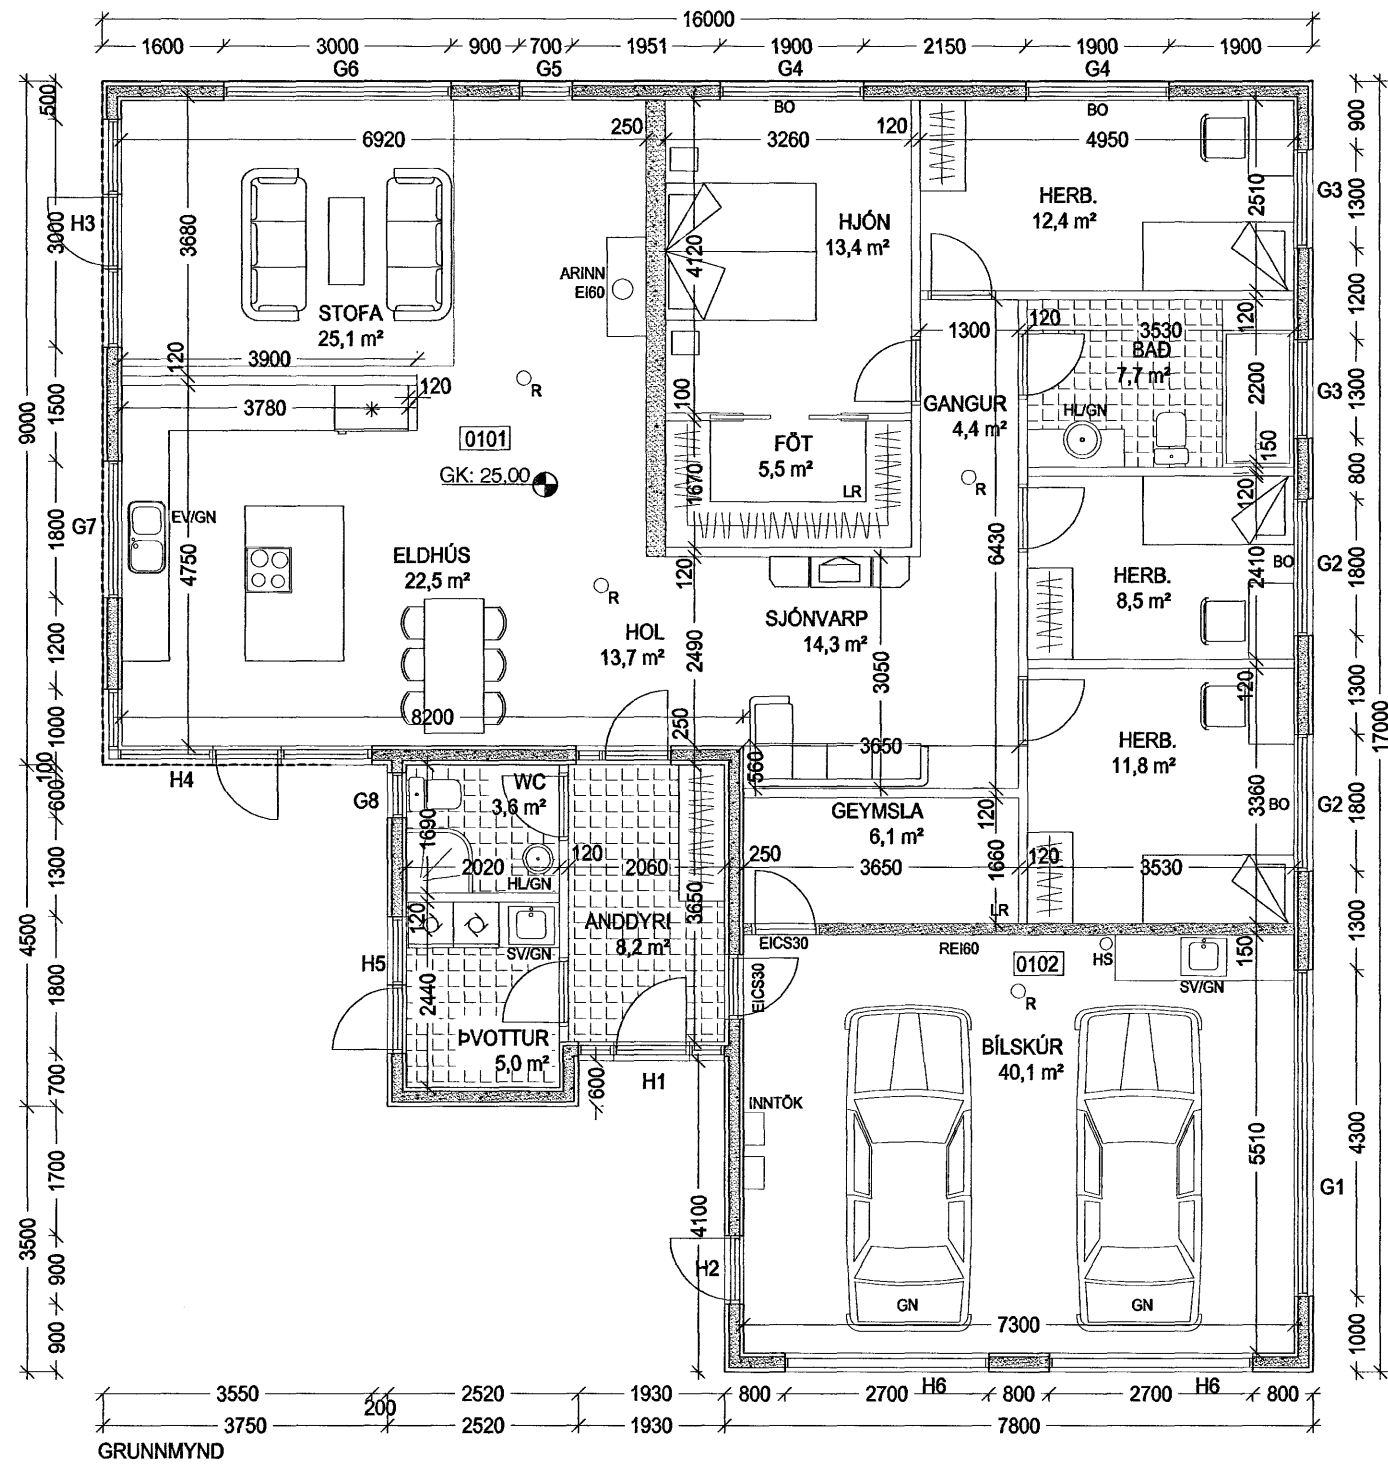 16000
1600 3000 900 700 1951 1900 2150 1900 1900
G6 G5 G4 G4
500 BO BO 900
6920 250 3260 120 4950
HERB.
12,4 m²
2510 G3 1300
H3 3000 3680
HJÓN
13,4 m²
4120
ARINN
EI60
STOFA
25,1 m²
1200
120 3900
1300 120 3530 120
BAÐ
7,7 m²
3780 120
R
100
GANGUR
4,4 m²
HL/GN
2200 G3 1300
9000 1500
0101
GK: 25,00
FÖT
5,5 m²
LR
1670
R
150 800
120
G7 1800
EV/GN
4750
ELDHÚS
22,5 m²
R
120
6430
HERB.
8,5 m²
2410 BO G2 1800
SJÓNVARP
14,3 m²
HOL
13,7 m²
2490 3050
1200
120 1300
17000
8200 250 3650
1000
560
HERB.
11,8 m²
100 H4
WC
3,6 m²
G8 600
GEYMSLA
6,1 m²
120
3360 BO G2 1800
1690
1300 2020 120 2060 250 3650 1660 120 3530
HL/GN
3650
LR
4500 120
ANDDYRI
8,2 m²
SV/GN
EICS30 REI60
HS 150 1300
0102
EICS30
R
SV/GN
H5 1800 2440
ÞVOTTUR
5,0 m²
BÍLSKÚR
40,1 m²
700 600 H1
INNTÖK
5510 4300
1700
G1
4100
3500 900 H2
GN GN
900 7300 1000
3550 200 2520 1930 800 2700 H6 800 2700 H6 800
3750 2520 1930 7800
GRUNNMYND